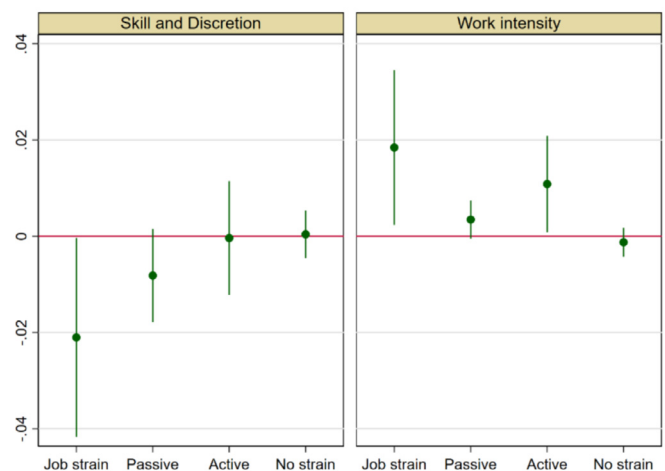 Skill and Discretion
Work intensity
.04
.02
0
-.02
-.04
Job strain Passive Active No strain
Job strain Passive Active No strain